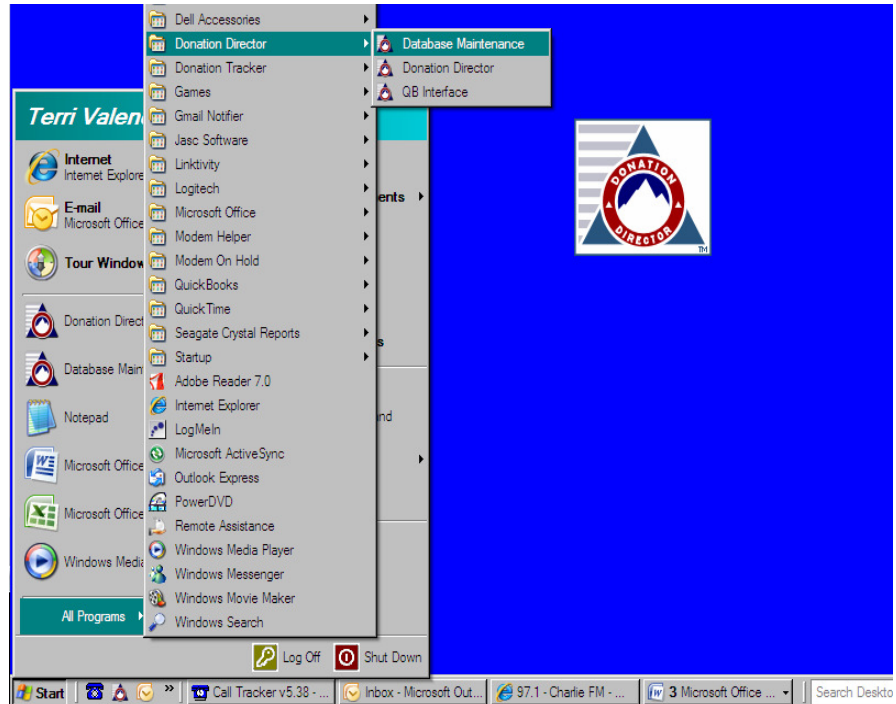 Dell Accessories
Donation Director
Database Maintenance
Donation Tracker
Donation Director
Games
QB Interface
Terri Valen
Gmail Notifier
Jasc Software
Internet
Internet Explore
Linktivity
Logitech
ents
E-mail
Microsoft Office
Microsoft Office
Modem Helper
Tour Window
Modem On Hold
QuickBooks
QuickTime
Donation Direct
Seagate Crystal Reports
s
Startup
Database Main
Adobe Reader 7.0
Internet Explorer
Notepad
nd
LogMeIn
Microsoft ActiveSync
Microsoft Office
Outlook Express
PowerDVD
Microsoft Office
Remote Assistance
Windows Media Player
Windows Media
Windows Messenger
Windows Movie Maker
All Programs
Windows Search
Log Off
Shut Down
DONATION
DIRECTOR
TM
Start
»
Call Tracker v5.38 - ...
Inbox - Microsoft Out...
97.1 - Charlie FM - ...
3 Microsoft Office ...
Search Deskto